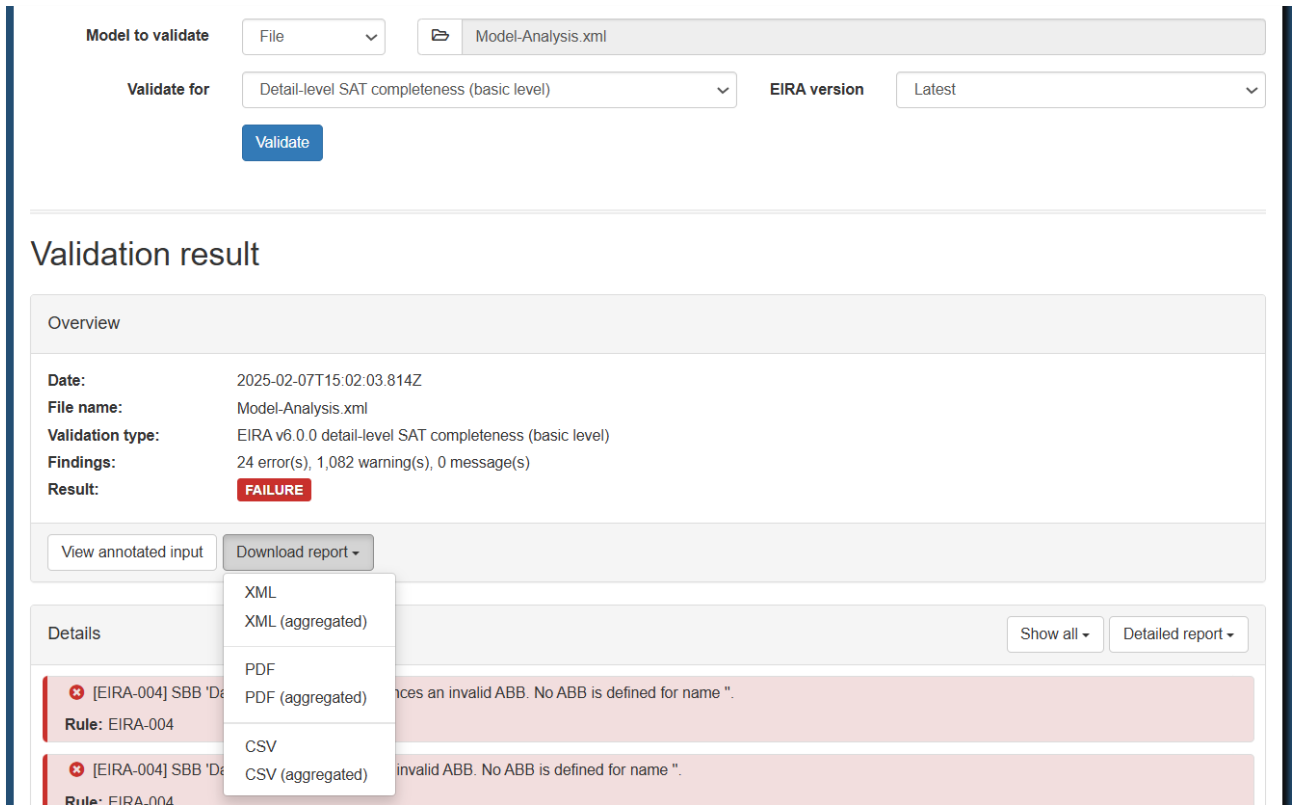 Model to validate File Model-Analysis.xml
Validate for Detail-level SAT completeness (basic level) EIRA version Latest
Validate
Validation result
Overview
Date: 2025-02-07T15:02:03.814Z
File name: Model-Analysis.xml
Validation type: EIRA v6.0.0 detail-level SAT completeness (basic level)
Findings: 24 error(s), 1,082 warning(s), 0 message(s)
Result: FAILURE
View annotated input Download report
XML
XML (aggregated)
PDF
PDF (aggregated)
CSV
CSV (aggregated)
Details Show all Detailed report
[EIRA-004] SBB 'Da nces an invalid ABB. No ABB is defined for name ''.
Rule: EIRA-004
[EIRA-004] SBB 'Da invalid ABB. No ABB is defined for name ''.
Rule: EIRA-004